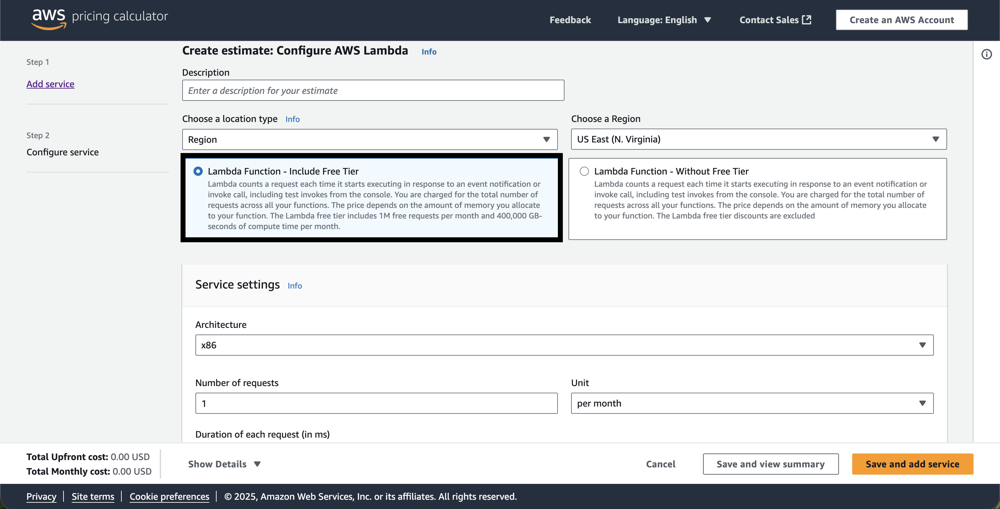 aws pricing calculator
Feedback
Language: English
Contact Sales
Create an AWS Account
Step 1
Add service
Step 2
Configure service
Create estimate: Configure AWS Lambda Info
Description
Enter a description for your estimate
Choose a location type Info
Region
Choose a Region
US East (N. Virginia)
Lambda Function - Include Free Tier
Lambda counts a request each time it starts executing in response to an event notification or
invoke call, including test invokes from the console. You are charged for the total number of
requests across all your functions. The price depends on the amount of memory you allocate
to your function. The Lambda free tier includes 1M free requests per month and 400,000 GB-
seconds of compute time per month.
Lambda Function - Without Free Tier
Lambda counts a request each time it starts executing in response to an event notification or
invoke call, including test invokes from the console. You are charged for the total number of
requests across all your functions. The price depends on the amount of memory you allocate
to your function. The Lambda free tier discounts are excluded
Service settings Info
Architecture
x86
Number of requests
1
Unit
per month
Duration of each request (in ms)
Total Upfront cost: 0.00 USD
Total Monthly cost: 0.00 USD
Show Details
Cancel
Save and view summary
Save and add service
Privacy
Site terms
Cookie preferences
© 2025, Amazon Web Services, Inc. or its affiliates. All rights reserved.